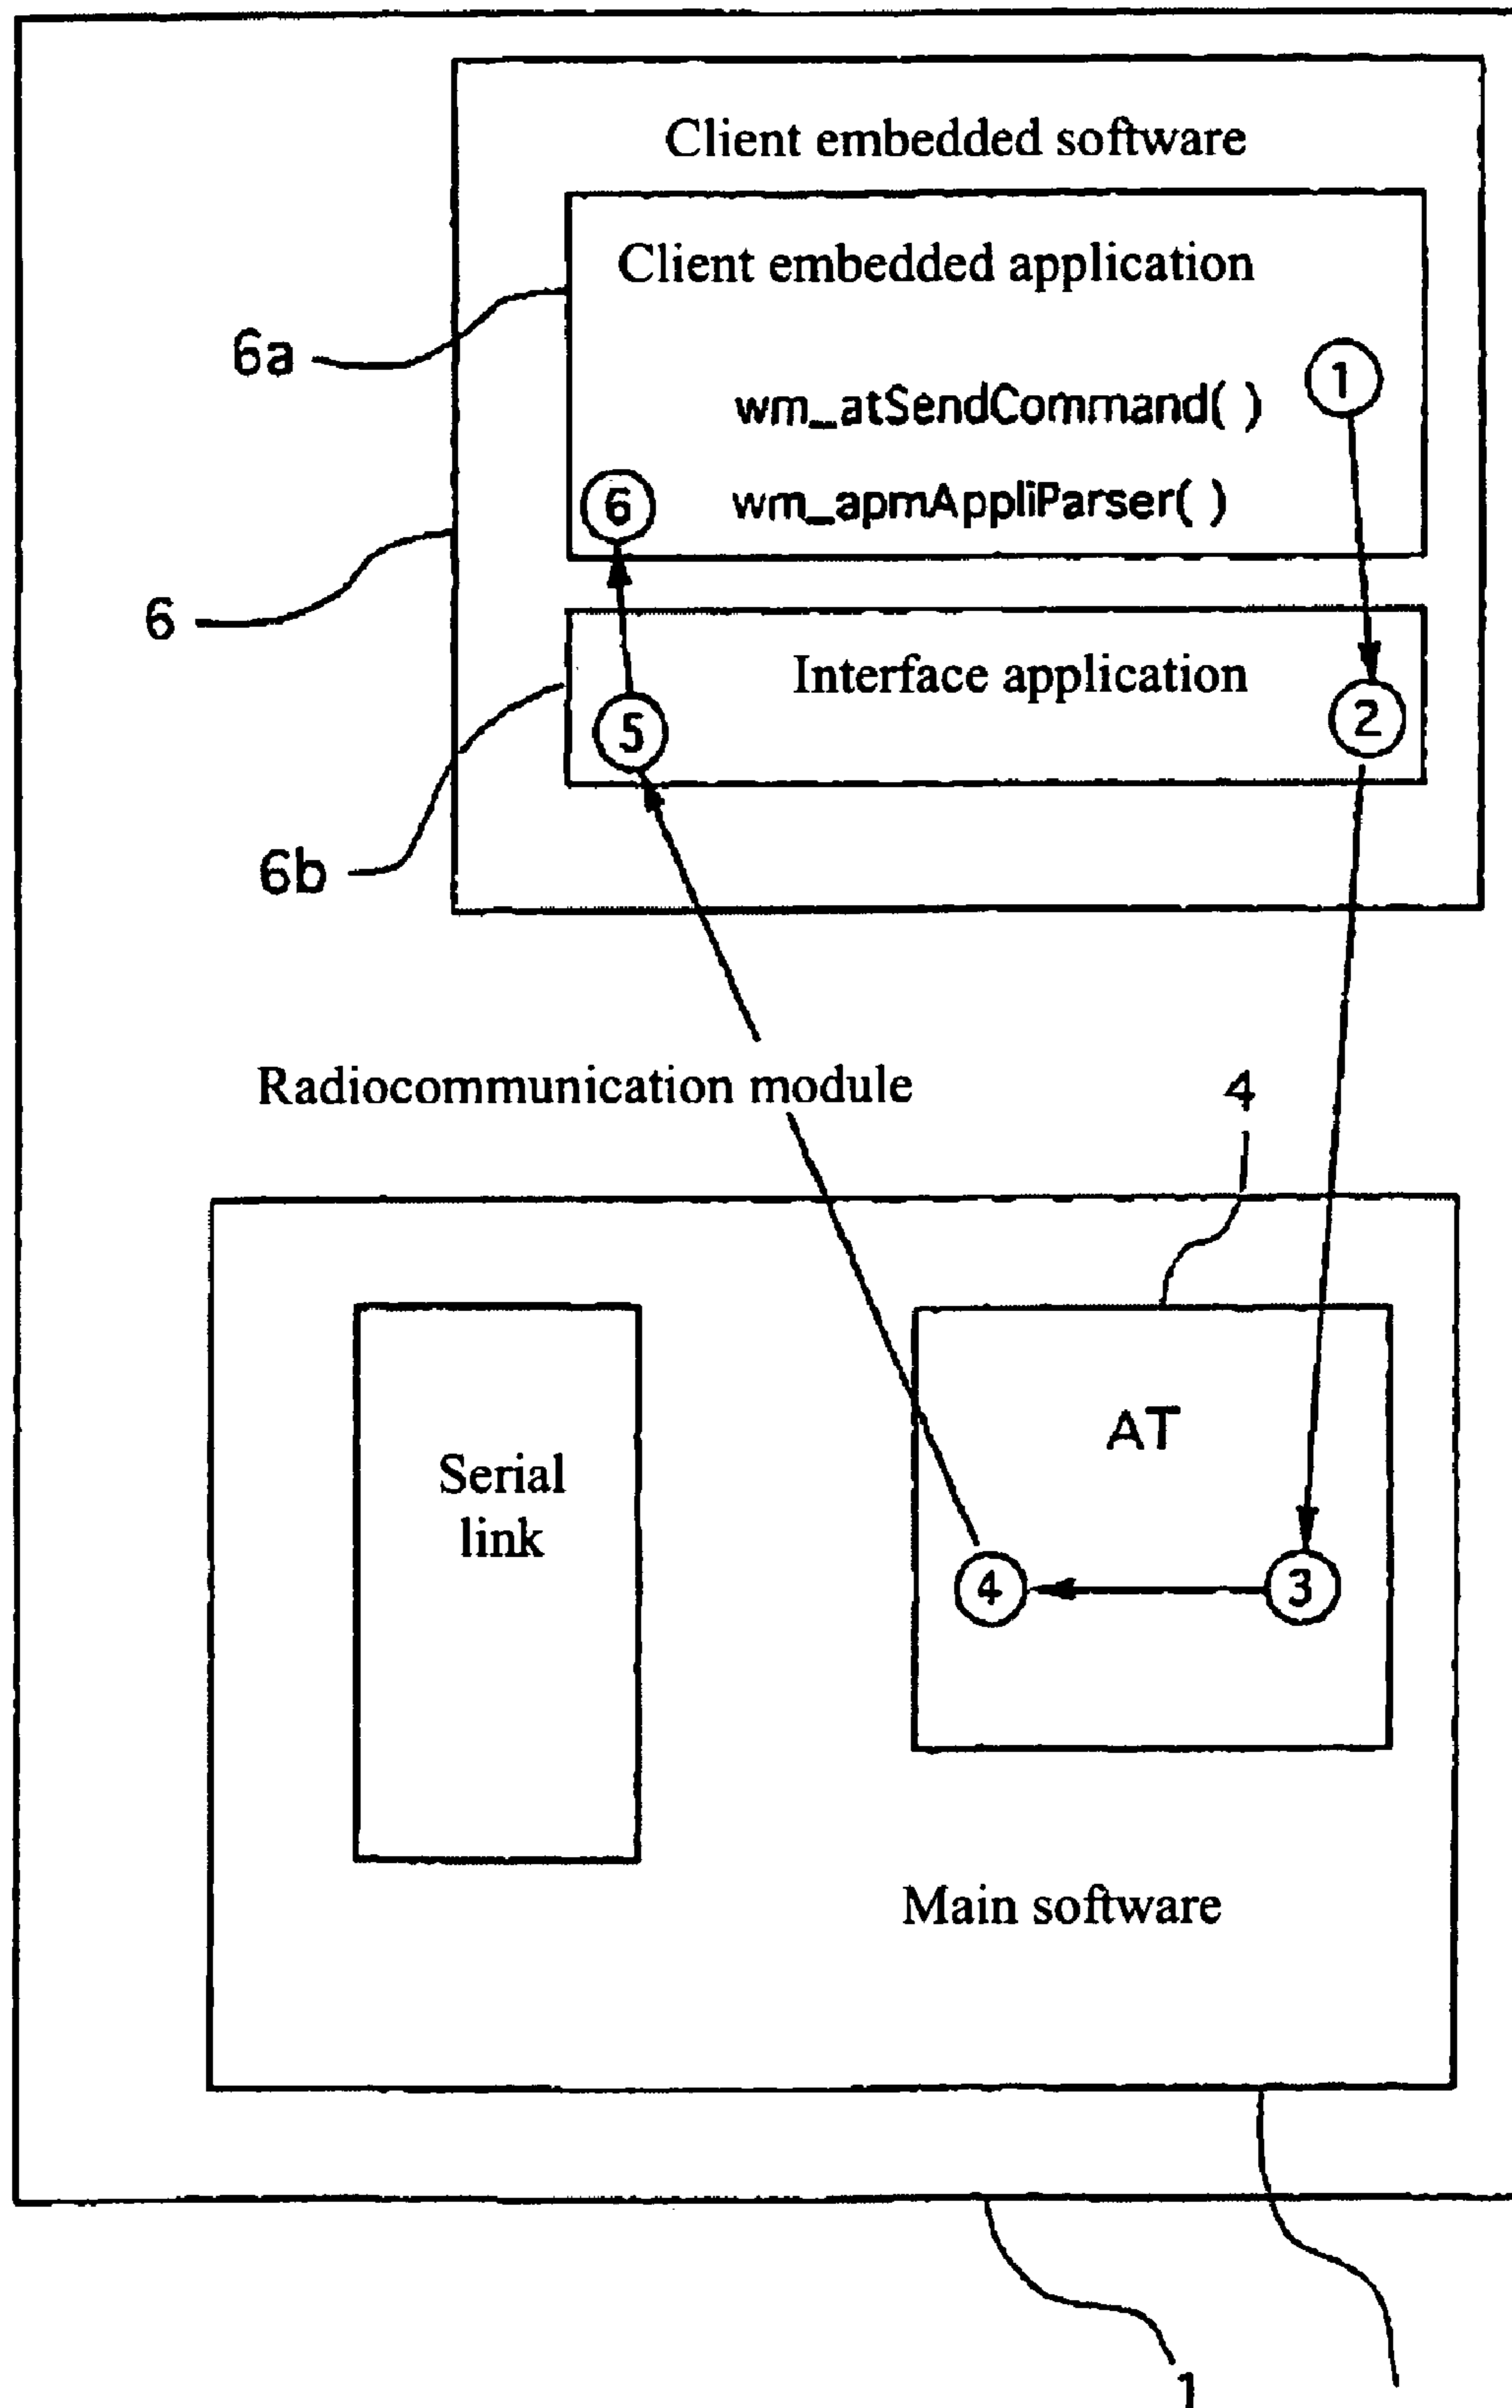 Client embedded software
Client embedded application
6a
1
wm_atSendCommand( )
6
wm_apmAppliParser( )
6
Interface application
5
2
6b
Radiocommunication module
4
AT
Serial
link
4
3
Main software
1